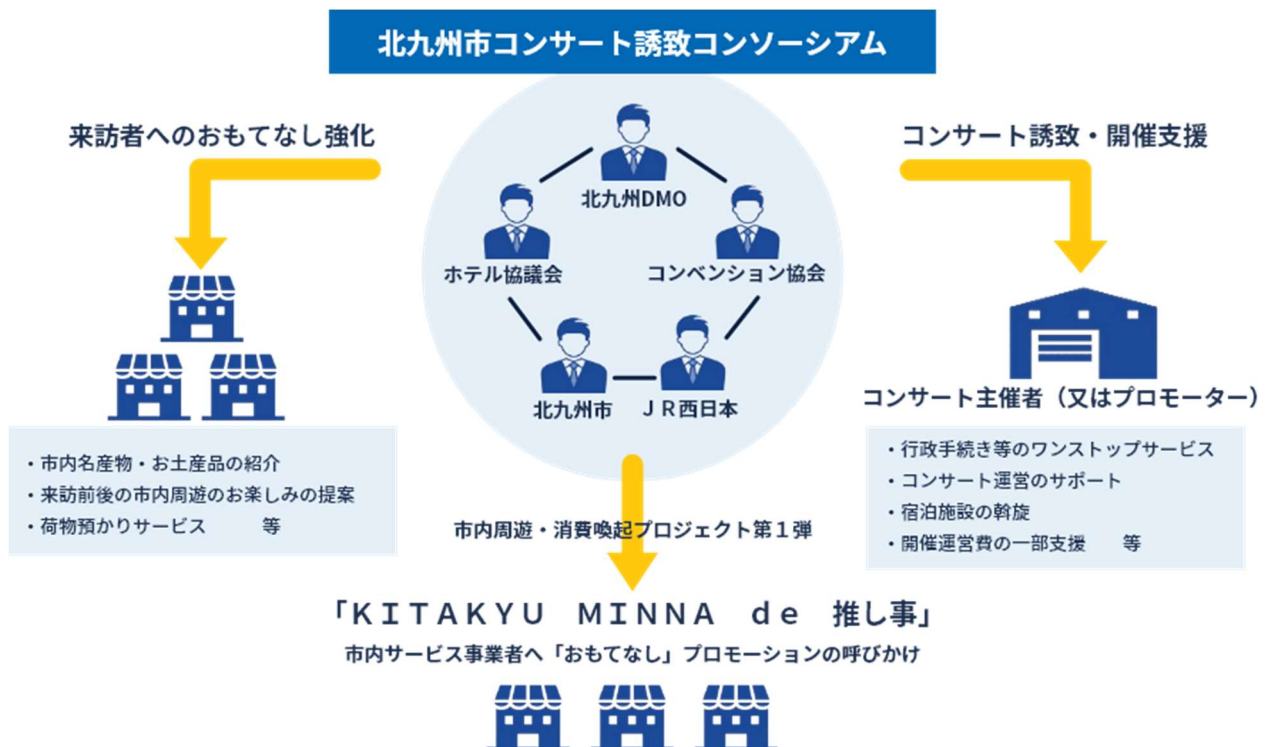 北九州市コンサート誘致コンソーシアム
来訪者へのおもてなし強化
コンサート誘致・開催支援
北九州DMO
ホテル協議会
コンベンション協会
北九州市
ＪＲ西日本
コンサート主催者（又はプロモーター）
・市内名産物・お土産品の紹介
・来訪前後の市内周遊のお楽しみの提案
・荷物預かりサービス　　　等
・行政手続き等のワンストップサービス
・コンサート運営のサポート
・宿泊施設の斡旋
・開催運営費の一部支援　　等
市内周遊・消費喚起プロジェクト第１弾
「ＫＩＴＡＫＹＵ　ＭＩＮＮＡ　ｄｅ　推し事」
市内サービス事業者へ「おもてなし」プロモーションの呼びかけ